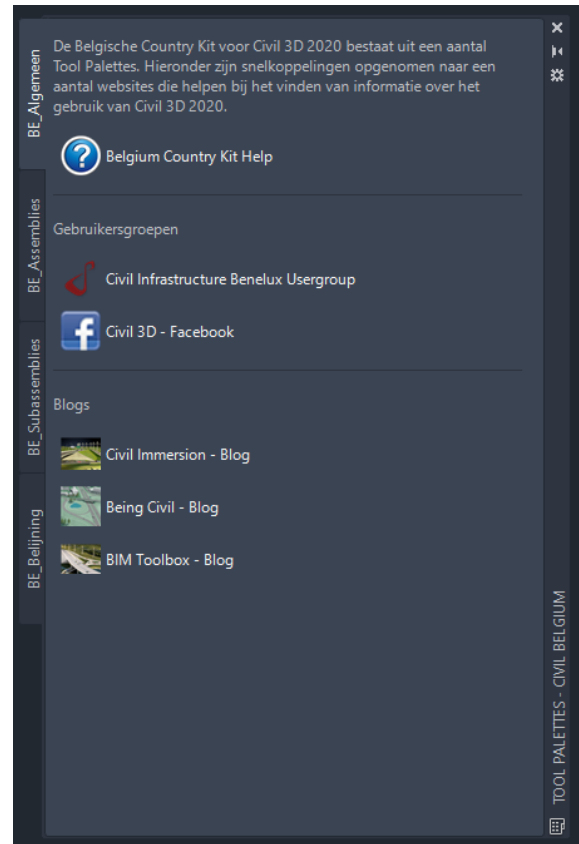 De Belgische Country Kit voor Civil 3D 2020 bestaat uit een aantal
Tool Palettes. Hieronder zijn snelkoppelingen opgenomen naar een
aantal websites die helpen bij het vinden van informatie over het
gebruik van Civil 3D 2020.
Belgium Country Kit Help
Gebruikersgroepen
Civil Infrastructure Benelux Usergroup
Civil 3D - Facebook
Blogs
Civil Immersion - Blog
Being Civil - Blog
BIM Toolbox - Blog
BE_Algemeen
BE_Assemblies
BE_Subassemblies
BE_Belijning
TOOL PALETTES - CIVIL BELGIUM